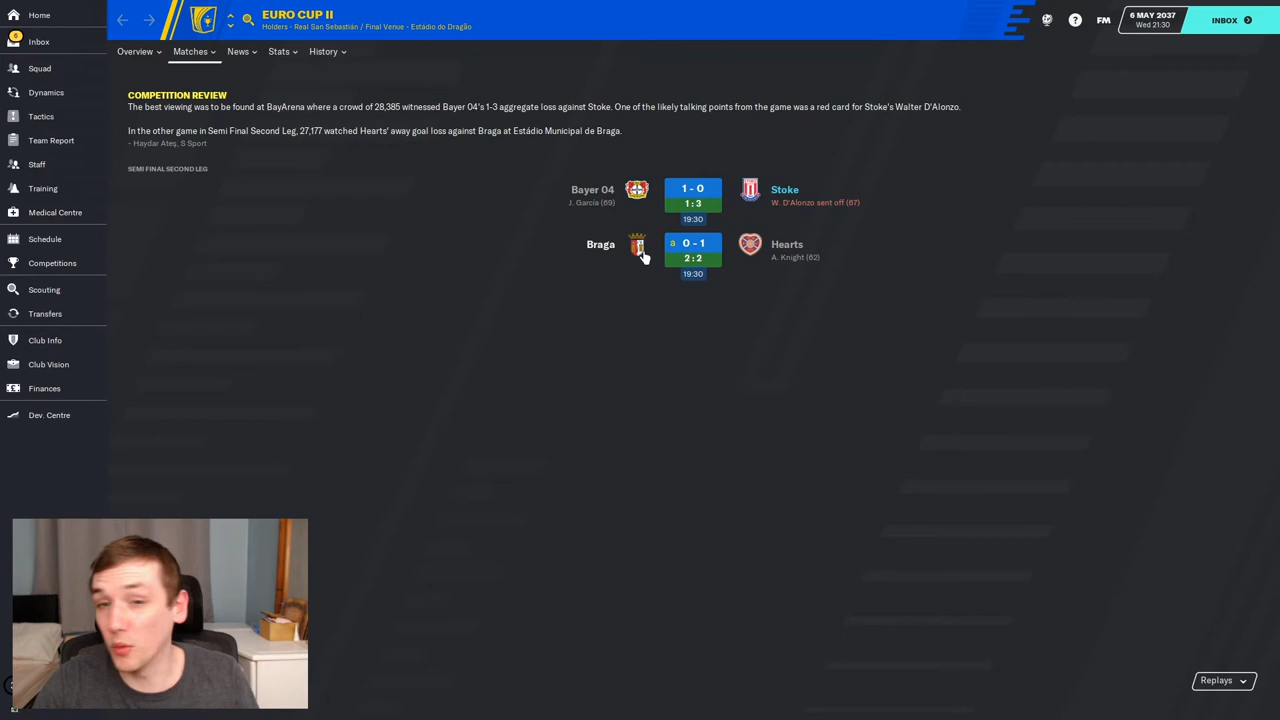 Home
6
Inbox
Squad
Dynamics
Tactics
Team Report
Staff
Training
Medical Centre
Schedule
Competitions
Scouting
Transfers
Club Info
Club Vision
Finances
Dev. Centre
EURO CUP II
Holders - Real San Sebastián / Final Venue - Estádio do Dragão
?
FM
6 MAY 2037
Wed 21:30
INBOX
Overview
Matches
News
Stats
History
COMPETITION REVIEW
The best viewing was to be found at BayArena where a crowd of 28,385 witnessed Bayer 04's 1-3 aggregate loss against Stoke. One of the likely talking points from the game was a red card for Stoke's Walter D'Alonzo.
In the other game in Semi Final Second Leg, 27,177 watched Hearts' away goal loss against Braga at Estádio Municipal de Braga.
- Haydar Ateş, S Sport
SEMI FINAL SECOND LEG
Bayer 04 1 - 0 Stoke
J. García (69) 1 : 3 W. D'Alonzo sent off (67)
19:30
Braga a 0 - 1 Hearts
2 : 2 A. Knight (62)
19:30
Replays